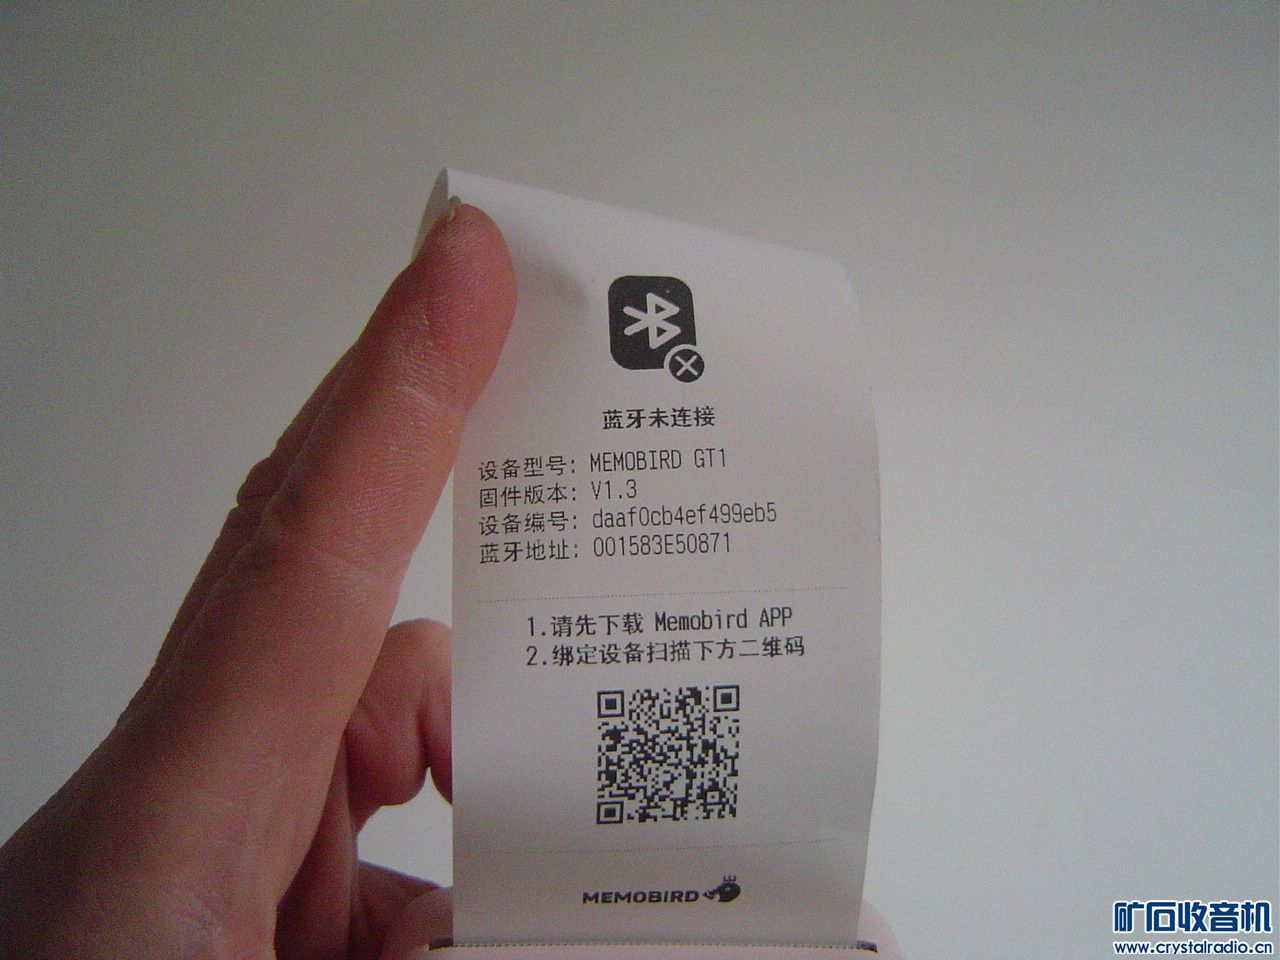 蓝牙未连接
设备型号: MEMOBIRD GT1
固件版本: V1.3
设备编号: daaf0cb4ef499eb5
蓝牙地址: 001583E50871
1.请先下载 Memobird APP
2.绑定设备扫描下方二维码
MEMOBIRD
矿石收音机
www.crystalradio.cn